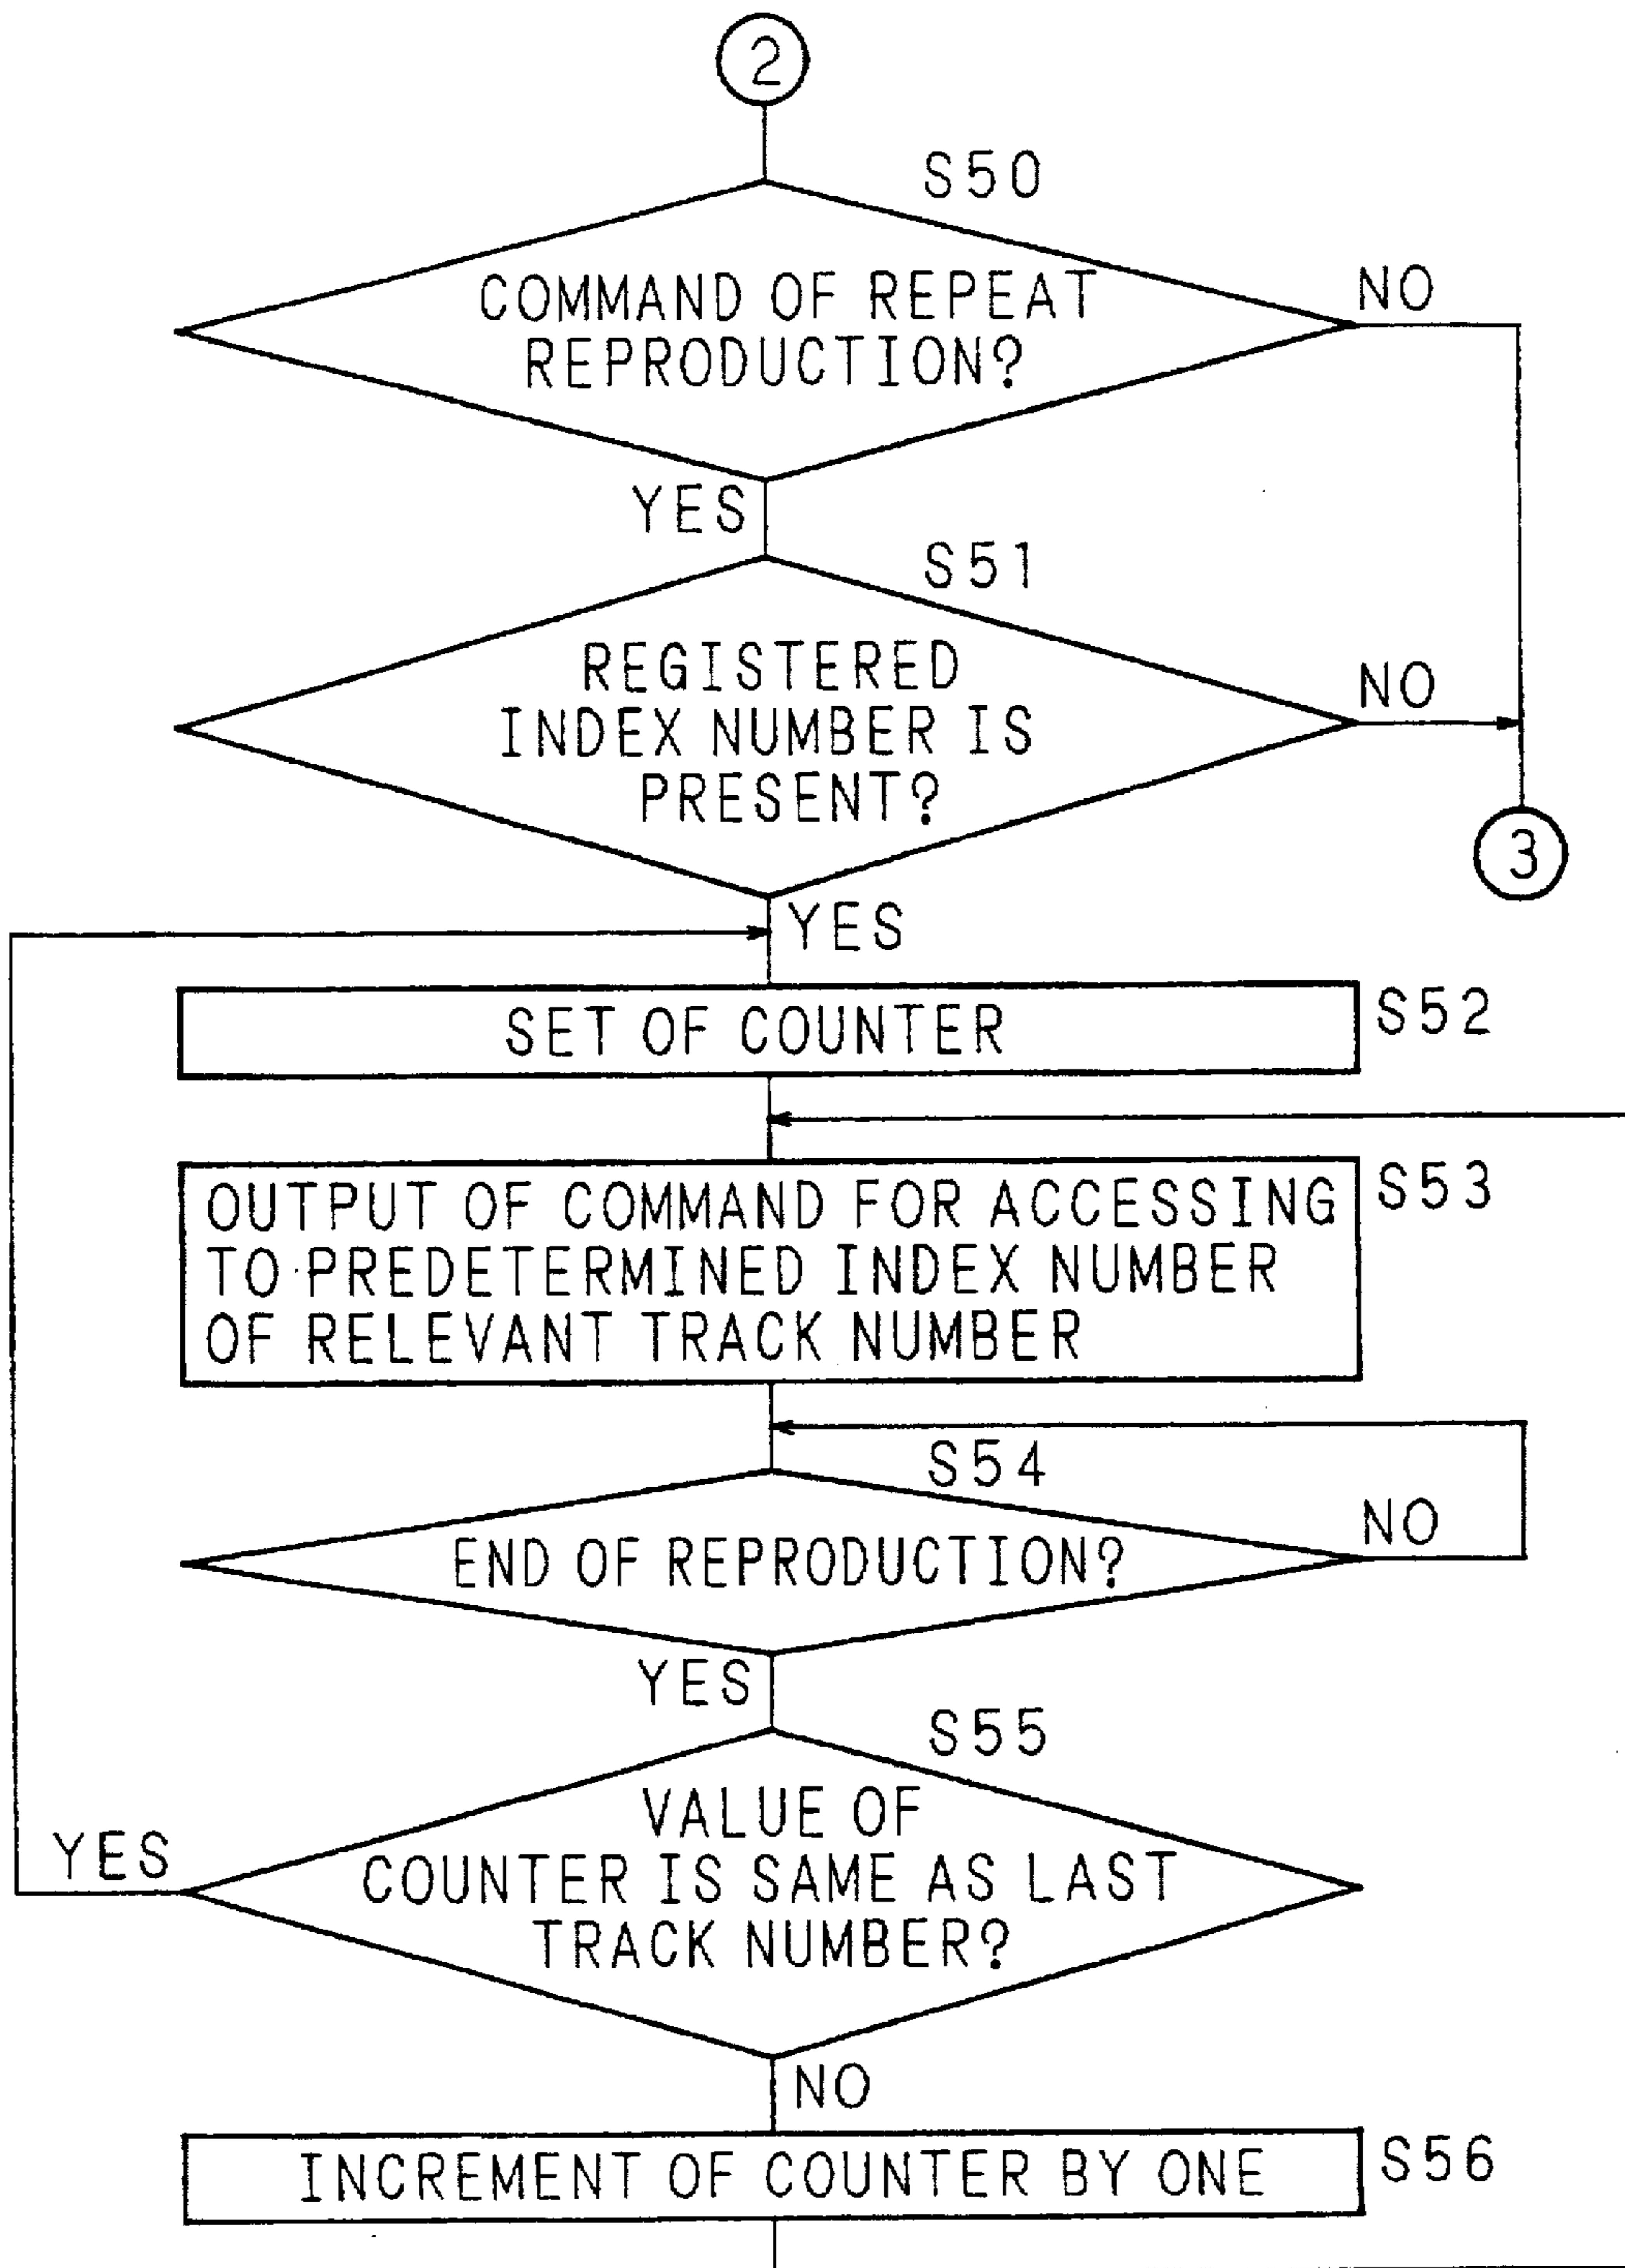 2
S50
COMMAND OF REPEAT
REPRODUCTION?
NO
YES
S51
REGISTERED
INDEX NUMBER IS
PRESENT?
NO
3
YES
SET OF COUNTER
S52
OUTPUT OF COMMAND FOR ACCESSING
TO PREDETERMINED INDEX NUMBER
OF RELEVANT TRACK NUMBER
S53
S54
END OF REPRODUCTION?
NO
YES
S55
VALUE OF
COUNTER IS SAME AS LAST
TRACK NUMBER?
YES
NO
INCREMENT OF COUNTER BY ONE
S56